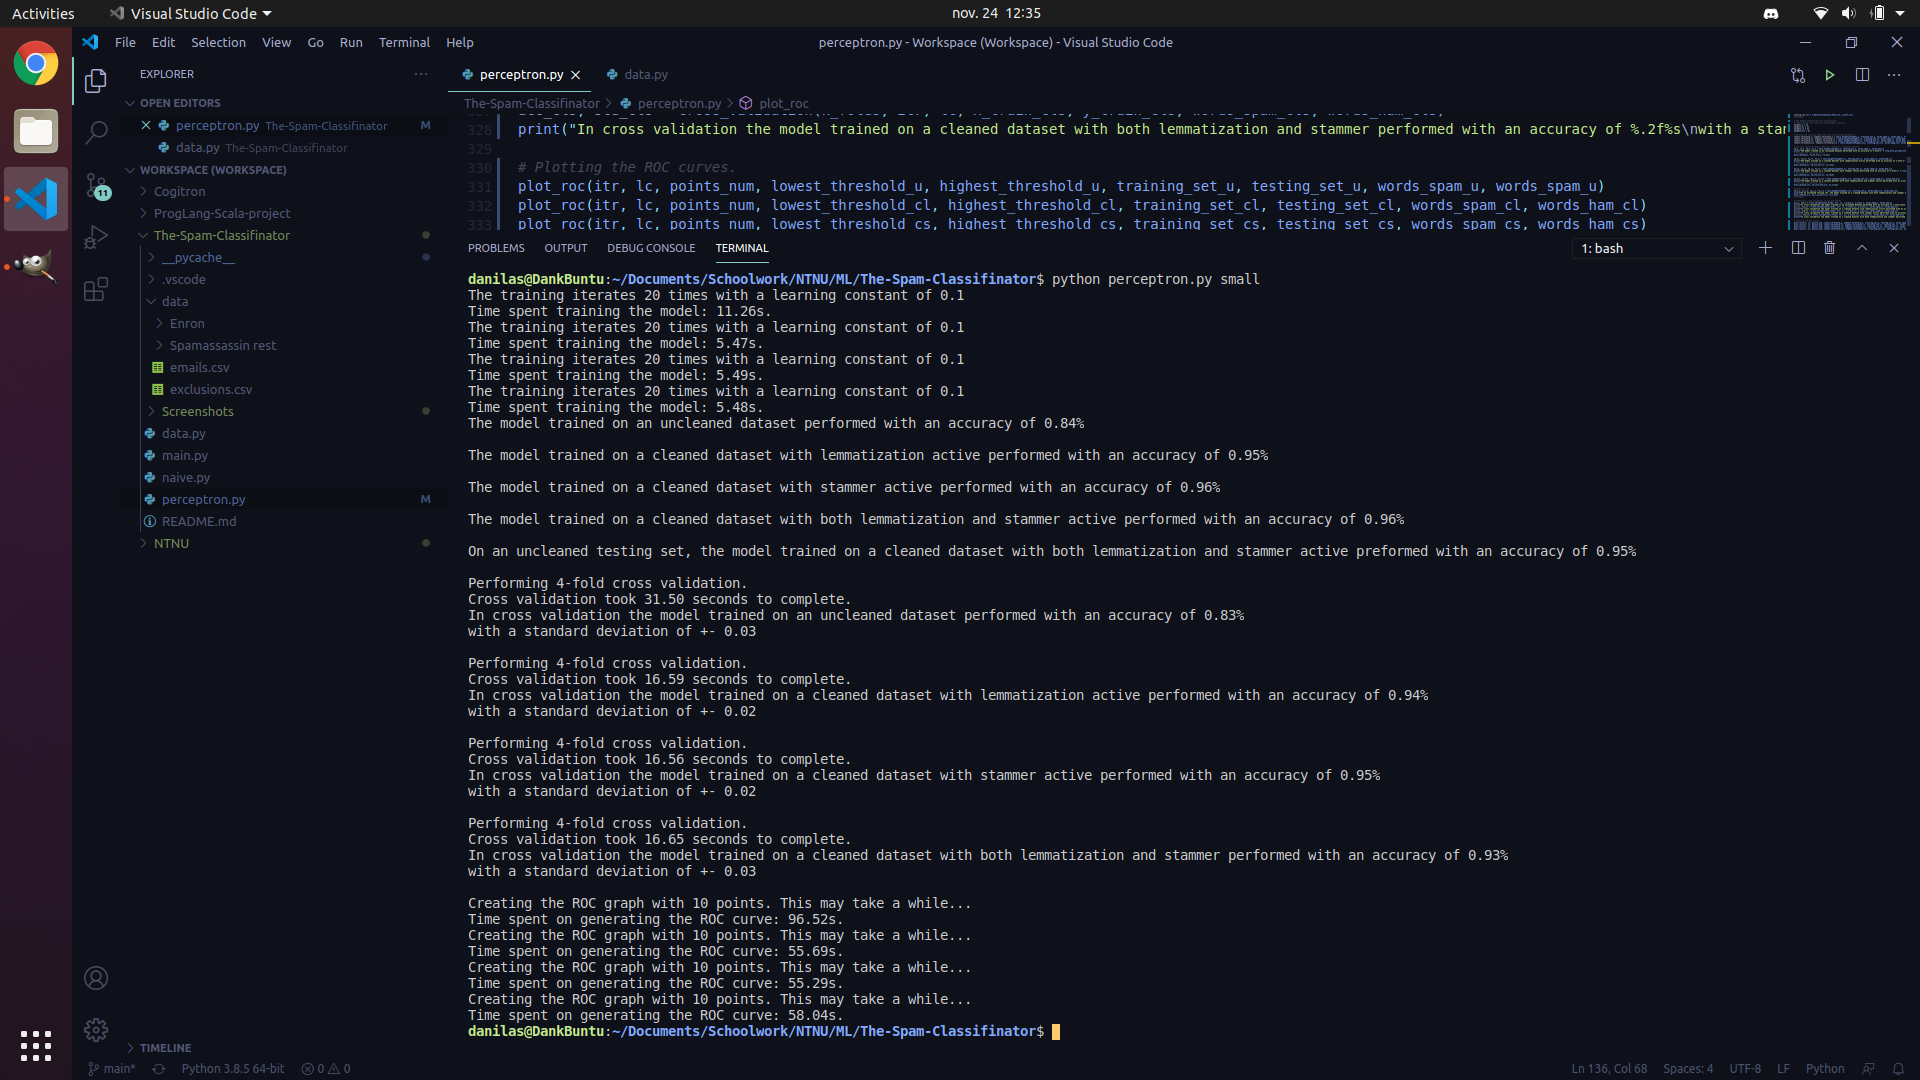 Activities
Visual Studio Code
nov. 24 12:35
File Edit Selection View Go Run Terminal Help
perceptron.py - Workspace (Workspace) - Visual Studio Code
EXPLORER
OPEN EDITORS
perceptron.py The-Spam-Classifinator M
data.py The-Spam-Classifinator
WORKSPACE (WORKSPACE)
Cogitron
ProgLang-Scala-project
The-Spam-Classifinator
__pycache__
.vscode
data
Enron
Spamassassin rest
emails.csv
exclusions.csv
Screenshots
data.py
main.py
naive.py
perceptron.py M
README.md
NTNU
TIMELINE
11
perceptron.py
data.py
The-Spam-Classifinator > perceptron.py > plot_roc
328 print("In cross validation the model trained on a cleaned dataset with both lemmatization and stammer performed with an accuracy of %.2f%s\nwith a stan
329
330 # Plotting the ROC curves.
331 plot_roc(itr, lc, points_num, lowest_threshold_u, highest_threshold_u, training_set_u, testing_set_u, words_spam_u, words_spam_u)
332 plot_roc(itr, lc, points_num, lowest_threshold_cl, highest_threshold_cl, training_set_cl, testing_set_cl, words_spam_cl, words_ham_cl)
333 plot_roc(itr, lc, points_num, lowest_threshold_cs, highest_threshold_cs, training_set_cs, testing_set_cs, words_spam_cs, words_ham_cs)
PROBLEMS OUTPUT DEBUG CONSOLE TERMINAL
1: bash
danilas@DankBuntu:~/Documents/Schoolwork/NTNU/ML/The-Spam-Classifinator$ python perceptron.py small
The training iterates 20 times with a learning constant of 0.1
Time spent training the model: 11.26s.
The training iterates 20 times with a learning constant of 0.1
Time spent training the model: 5.47s.
The training iterates 20 times with a learning constant of 0.1
Time spent training the model: 5.49s.
The training iterates 20 times with a learning constant of 0.1
Time spent training the model: 5.48s.
The model trained on an uncleaned dataset performed with an accuracy of 0.84%
The model trained on a cleaned dataset with lemmatization active performed with an accuracy of 0.95%
The model trained on a cleaned dataset with stammer active performed with an accuracy of 0.96%
The model trained on a cleaned dataset with both lemmatization and stammer active performed with an accuracy of 0.96%
On an uncleaned testing set, the model trained on a cleaned dataset with both lemmatization and stammer active preformed with an accuracy of 0.95%
Performing 4-fold cross validation.
Cross validation took 31.50 seconds to complete.
In cross validation the model trained on an uncleaned dataset performed with an accuracy of 0.83%
with a standard deviation of +- 0.03
Performing 4-fold cross validation.
Cross validation took 16.59 seconds to complete.
In cross validation the model trained on a cleaned dataset with lemmatization active performed with an accuracy of 0.94%
with a standard deviation of +- 0.02
Performing 4-fold cross validation.
Cross validation took 16.56 seconds to complete.
In cross validation the model trained on a cleaned dataset with stammer active performed with an accuracy of 0.95%
with a standard deviation of +- 0.02
Performing 4-fold cross validation.
Cross validation took 16.65 seconds to complete.
In cross validation the model trained on a cleaned dataset with both lemmatization and stammer performed with an accuracy of 0.93%
with a standard deviation of +- 0.03
Creating the ROC graph with 10 points. This may take a while...
Time spent on generating the ROC curve: 96.52s.
Creating the ROC graph with 10 points. This may take a while...
Time spent on generating the ROC curve: 55.69s.
Creating the ROC graph with 10 points. This may take a while...
Time spent on generating the ROC curve: 55.29s.
Creating the ROC graph with 10 points. This may take a while...
Time spent on generating the ROC curve: 58.04s.
danilas@DankBuntu:~/Documents/Schoolwork/NTNU/ML/The-Spam-Classifinator$
main* Python 3.8.5 64-bit 0 0
Ln 136, Col 68 Spaces: 4 UTF-8 LF Python